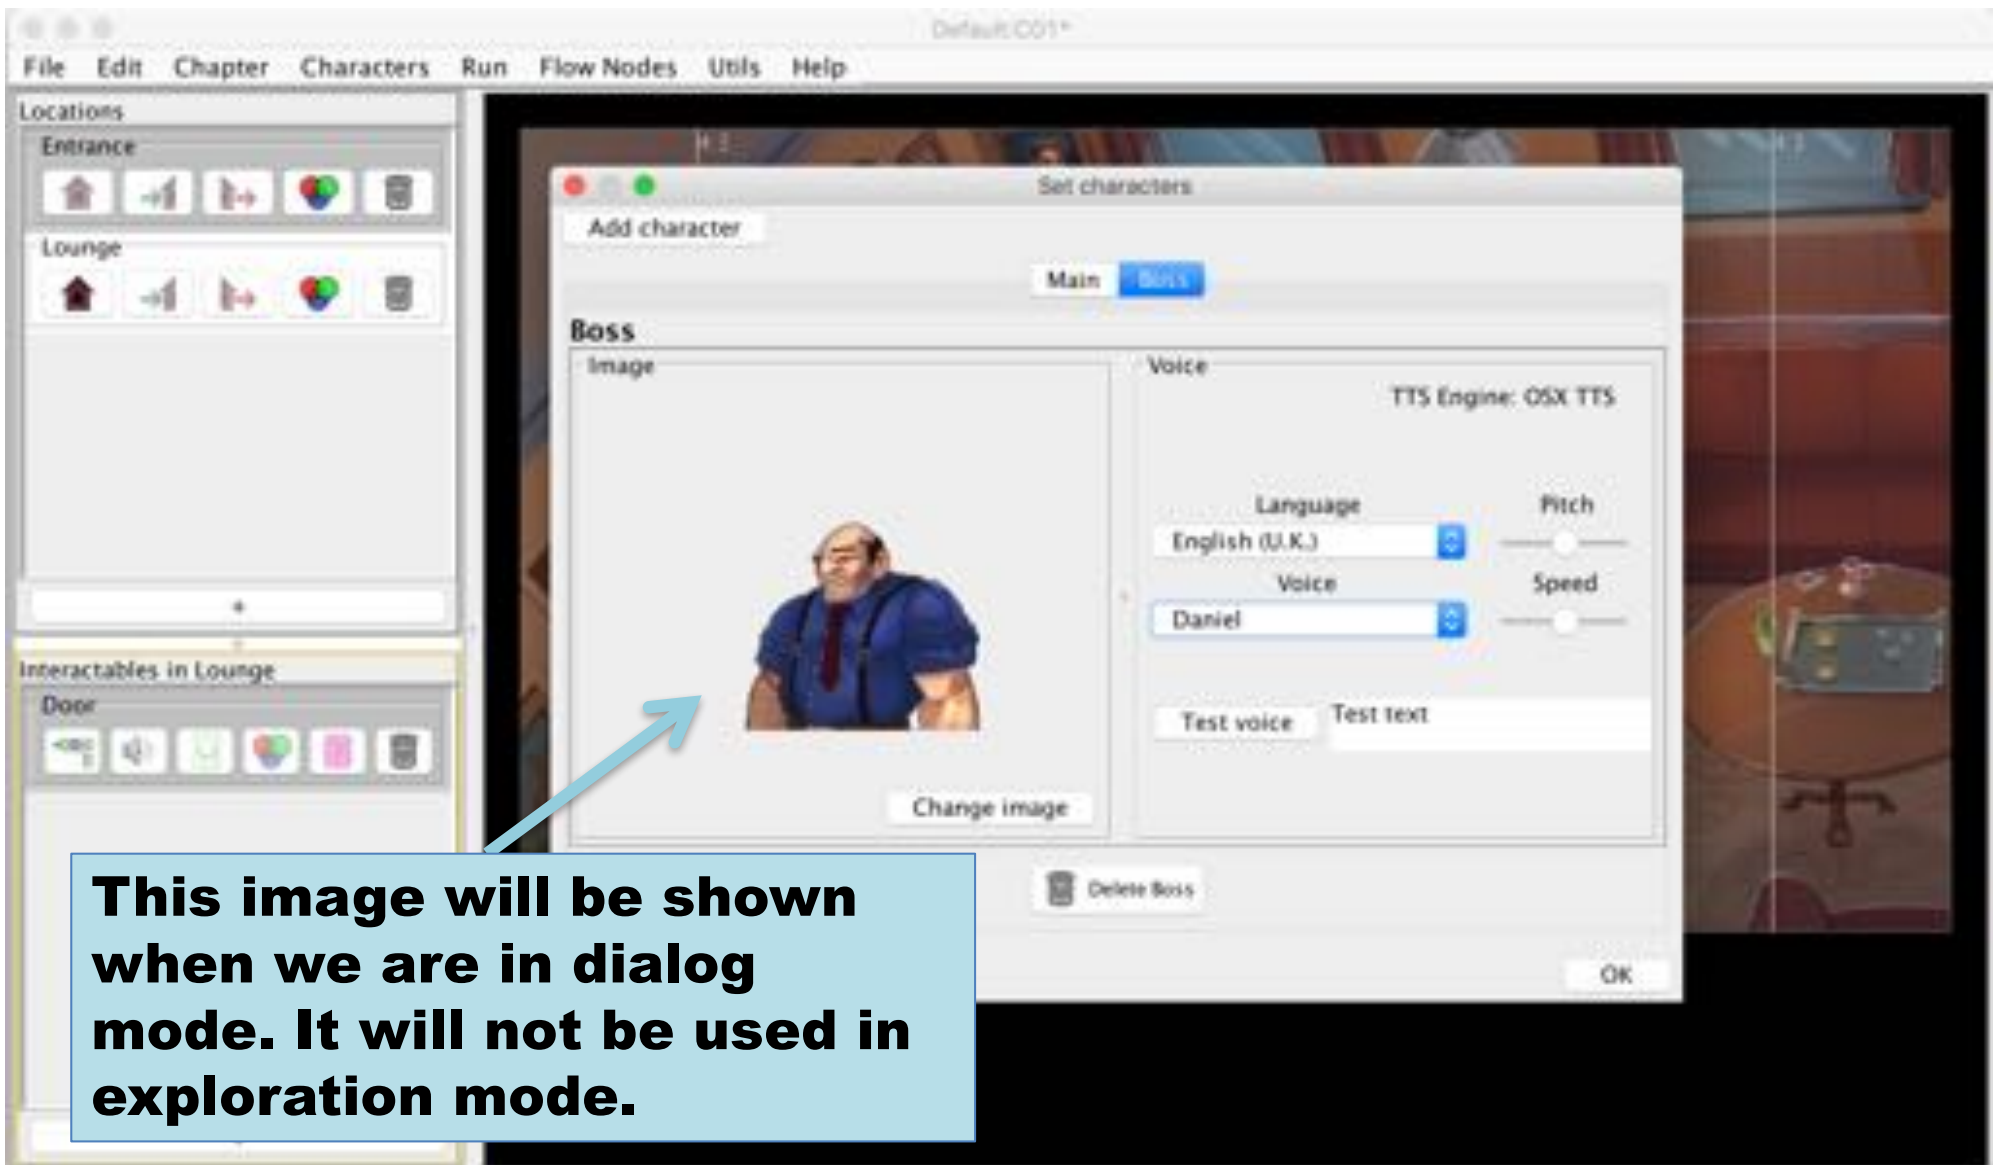 Default:C01*
File Edit Chapter Characters Run Flow Nodes Utils Help
Locations
Entrance
Lounge
+
Interactables in Lounge
Door
Set characters
Add character
Main Boss
Boss
Image
Voice
TTS Engine: OSX TTS
Language Pitch
English (U.K.)
Voice Speed
Daniel
Test voice Test text
Change image
Delete Boss
OK
This image will be shown
when we are in dialog
mode. It will not be used in
exploration mode.